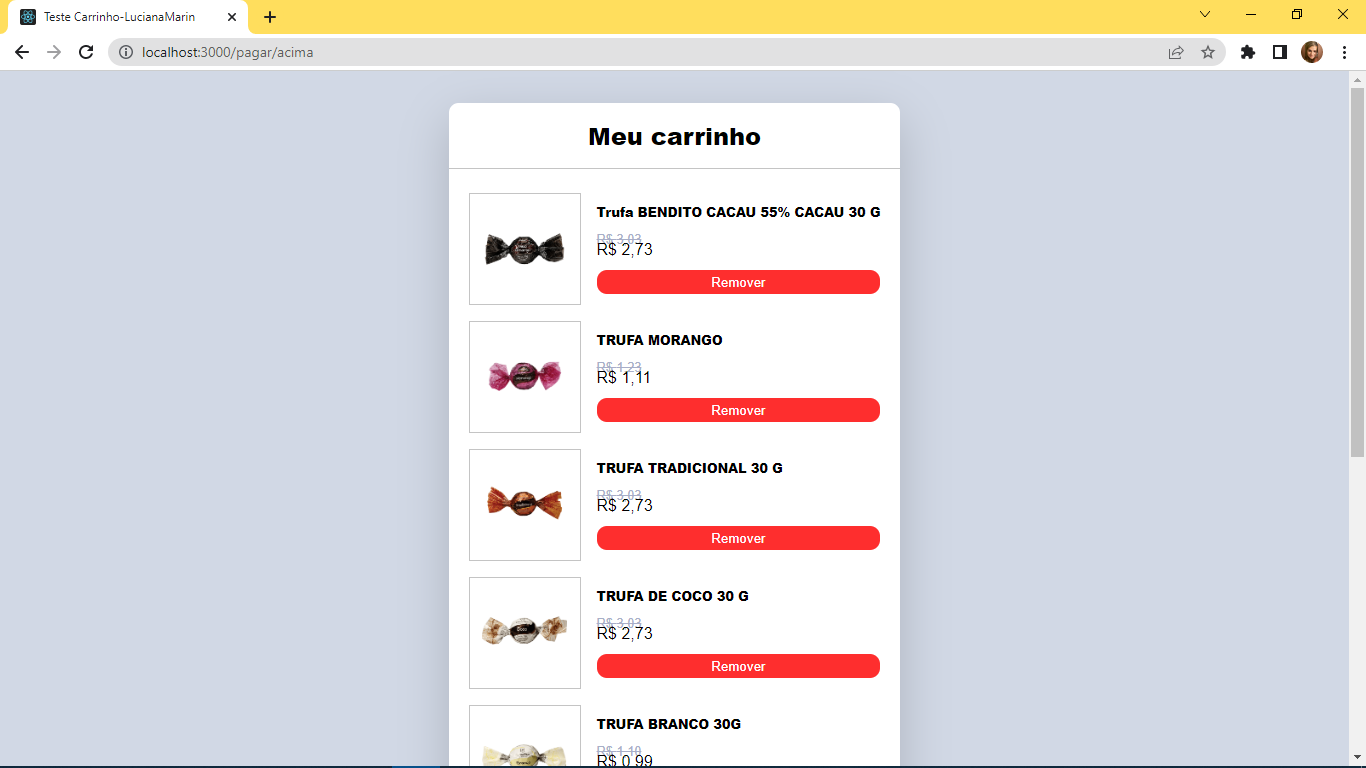 Teste Carrinho-LucianaMarin
localhost:3000/pagar/acima
Meu carrinho
Trufa BENDITO CACAU 55% CACAU 30 G
R$ 3,03
R$ 2,73
Remover
TRUFA MORANGO
R$ 1,23
R$ 1,11
Remover
TRUFA TRADICIONAL 30 G
R$ 3,03
R$ 2,73
Remover
TRUFA DE COCO 30 G
R$ 3,03
R$ 2,73
Remover
TRUFA BRANCO 30G
R$ 1,10
R$ 0,99